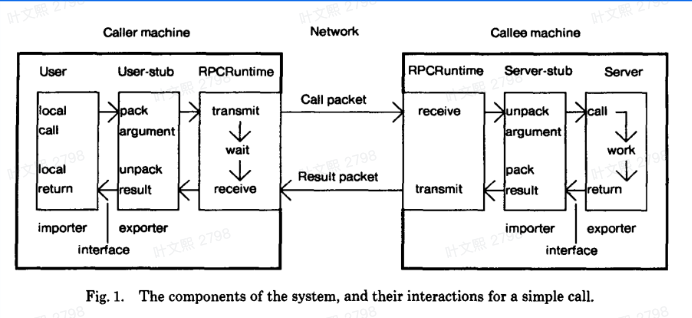 Caller machine Network Callee machine
User User-stub RPCRuntime RPCRuntime Server-stub Server
local pack transmit Call packet receive unpack call
call argument argument
wait work
local unpack pack
return result receive Result packet transmit result return
importer exporter importer exporter
interface interface
Fig. 1. The components of the system, and their interactions for a simple call.
叶文熙 2798